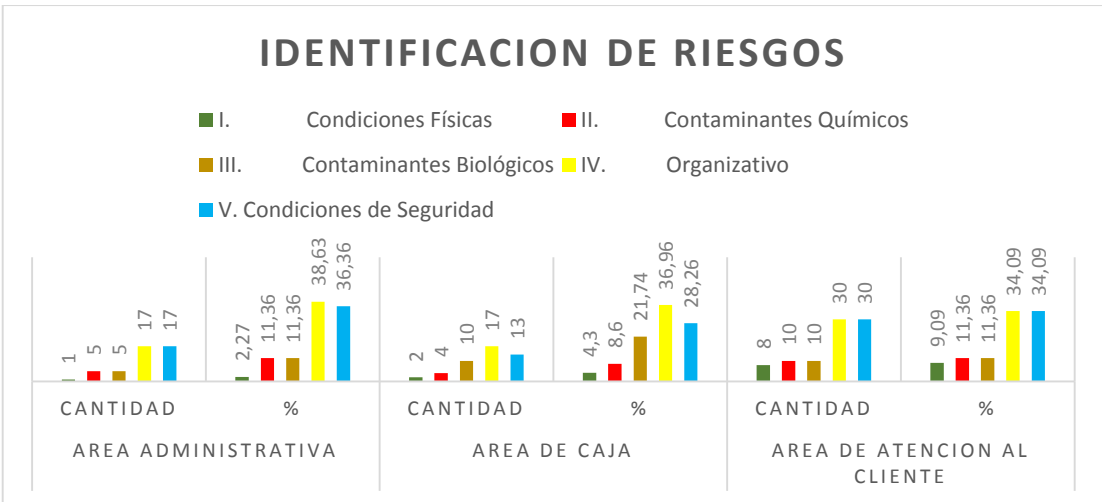 IDENTIFICACION DE RIESGOS
I. Condiciones Físicas
II. Contaminantes Químicos
III. Contaminantes Biológicos
IV. Organizativo
V. Condiciones de Seguridad
1
5
5
17
17
2,27
11,36
11,36
38,63
36,36
2
4
10
17
13
4,3
8,6
21,74
36,96
28,26
8
10
10
30
30
9,09
11,36
11,36
34,09
34,09
CANTIDAD
%
CANTIDAD
%
CANTIDAD
%
AREA ADMINISTRATIVA
AREA DE CAJA
AREA DE ATENCION AL
CLIENTE